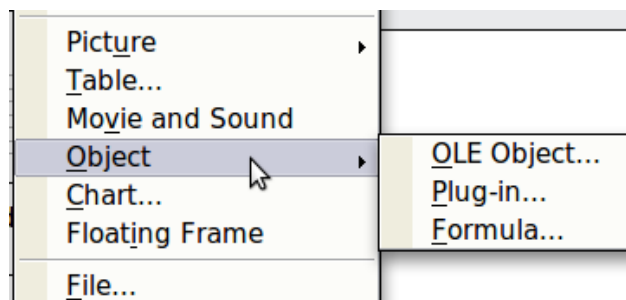 Picture
Table...
Movie and Sound
Object
OLE Object...
Chart...
Plug-in...
Floating Frame
Formula...
File...